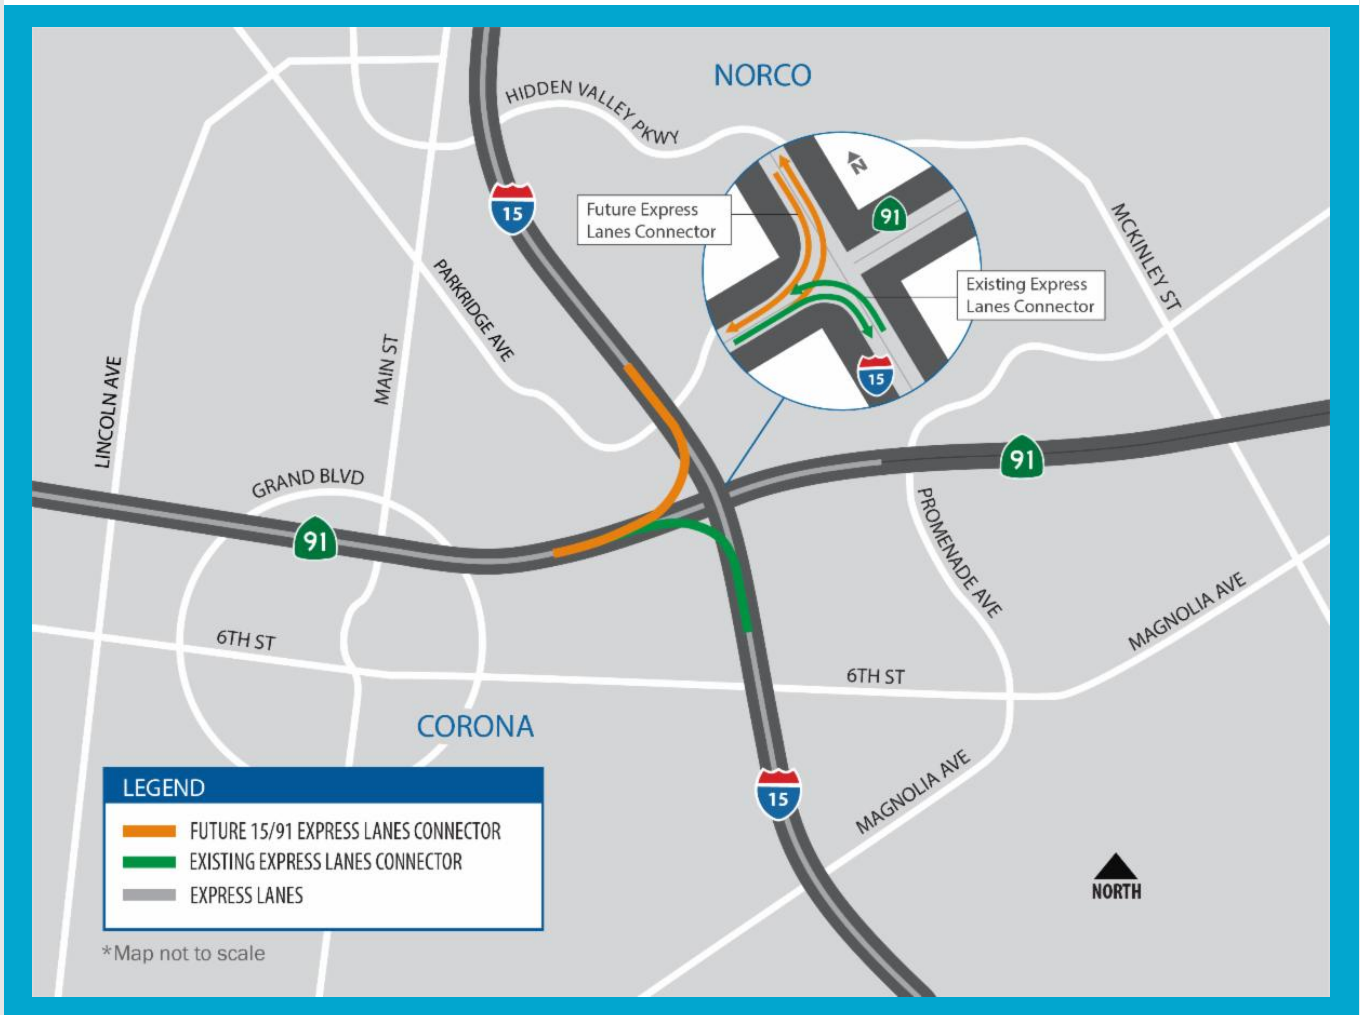 NORCO
HIDDEN VALLEY PKWY
N
15
Future Express
Lanes Connector
91
MCKINLEY ST
PARKRIDGE AVE
Existing Express
Lanes Connector
15
MAIN ST
LINCOLN AVE
GRAND BLVD
91
91
PROMENADE AVE
MAGNOLIA AVE
6TH ST
6TH ST
CORONA
MAGNOLIA AVE
15
LEGEND
FUTURE 15/91 EXPRESS LANES CONNECTOR
EXISTING EXPRESS LANES CONNECTOR
EXPRESS LANES
NORTH
*Map not to scale